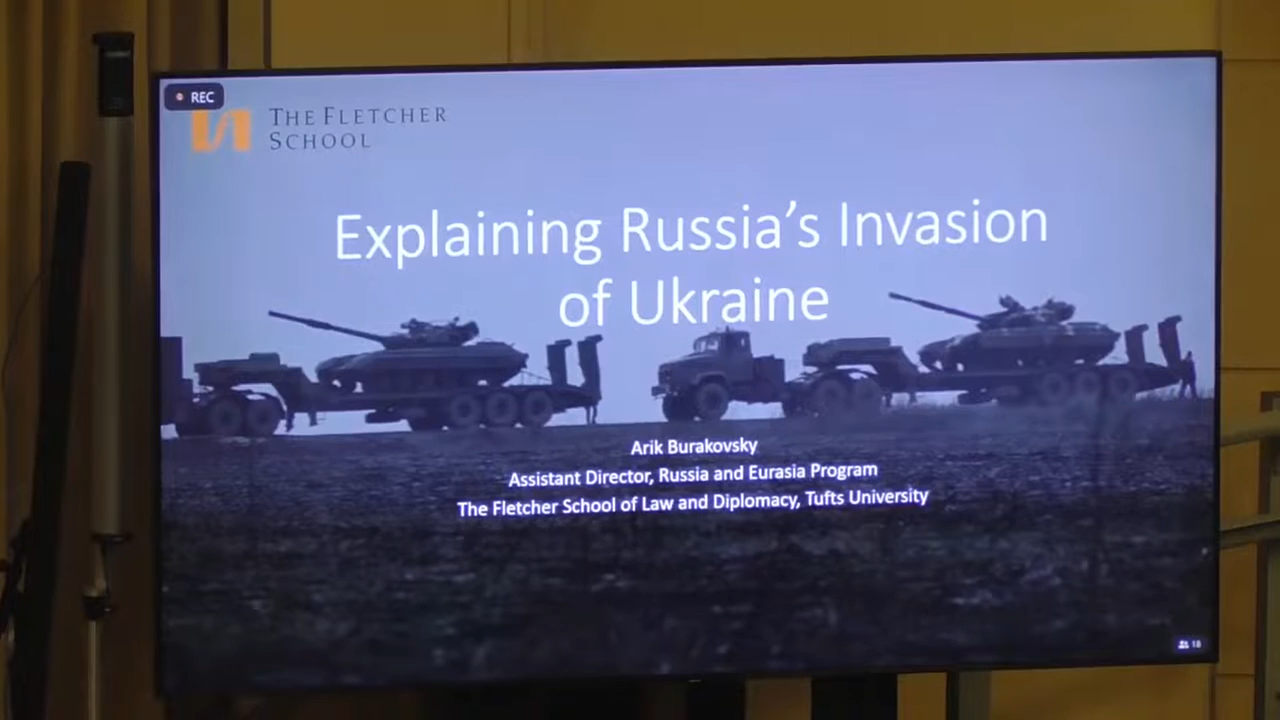 REC
THE FLETCHER
SCHOOL
Explaining Russia's Invasion
of Ukraine
Arik Burakovsky
Assistant Director, Russia and Eurasia Program
The Fletcher School of Law and Diplomacy, Tufts University
18